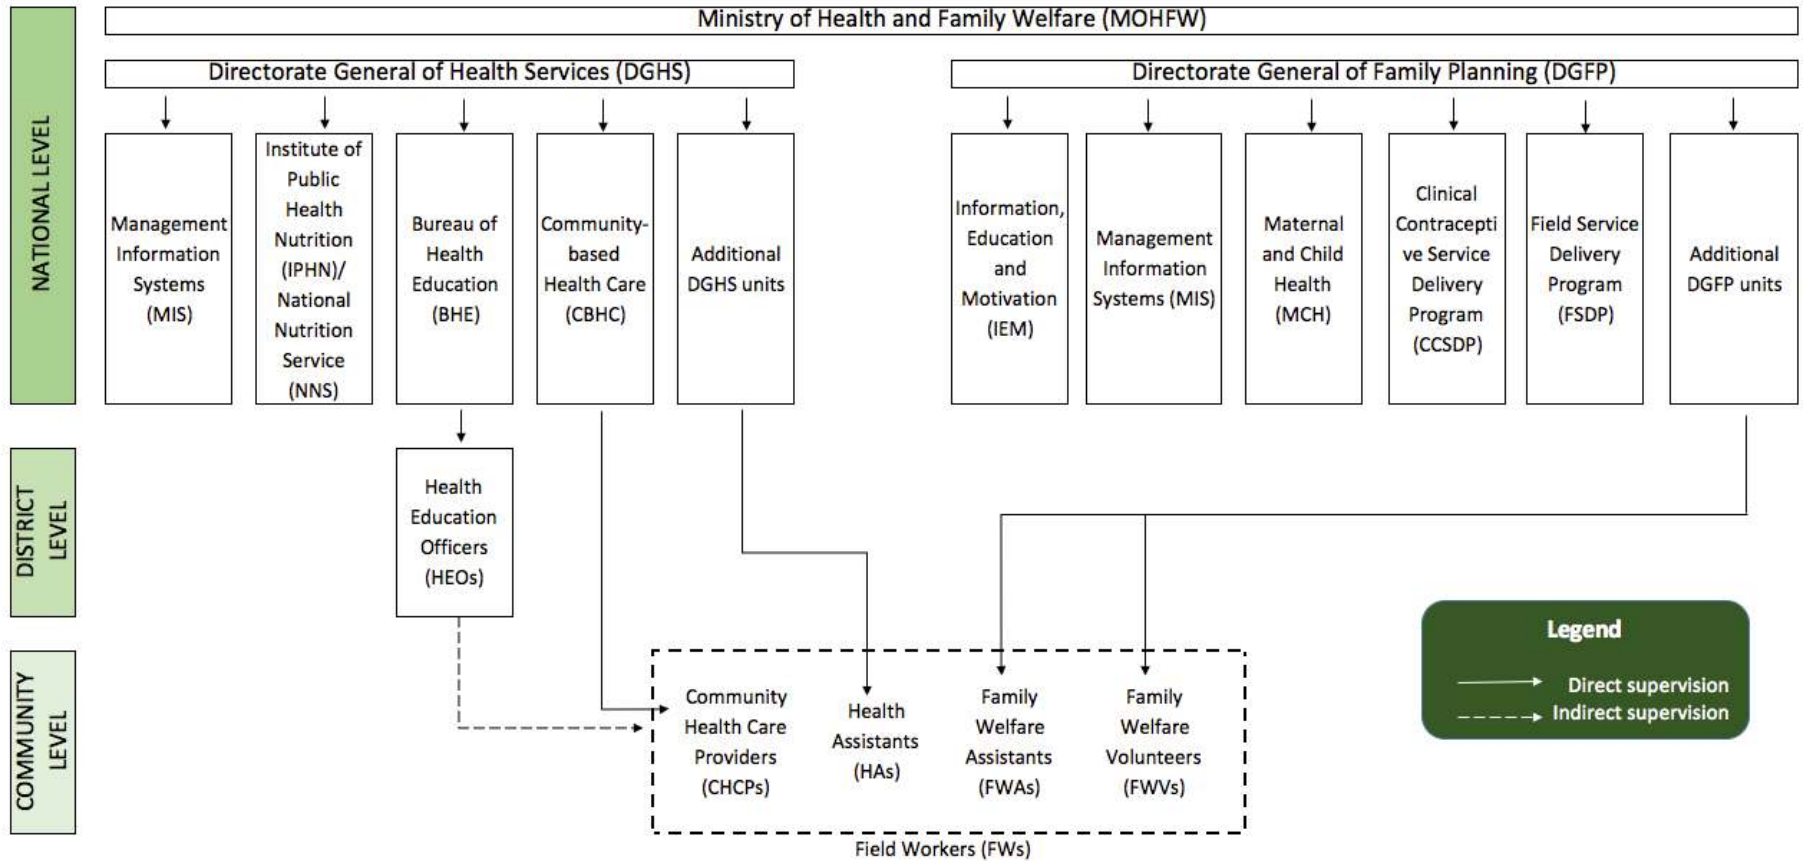 Ministry of Health and Family Welfare (MOHFW)
Directorate General of Health Services (DGHS)
Directorate General of Family Planning (DGFP)
NATIONAL LEVEL
Management
Information
Systems
(MIS)
Institute of
Public
Health
Nutrition
(IPHN)/
National
Nutrition
Service
(NNS)
Bureau of
Health
Education
(BHE)
Community-
based
Health Care
(CBHC)
Additional
DGHS units
Information,
Education
and
Motivation
(IEM)
Management
Information
Systems (MIS)
Maternal
and Child
Health
(MCH)
Clinical
Contracepti
ve Service
Delivery
Program
(CCSDP)
Field Service
Delivery
Program
(FSDP)
Additional
DGFP units
DISTRICT
LEVEL
Health
Education
Officers
(HEOs)
COMMUNITY
LEVEL
Community
Health Care
Providers
(CHCPs)
Health
Assistants
(HAs)
Family
Welfare
Assistants
(FWAs)
Family
Welfare
Volunteers
(FWVs)
Field Workers (FWs)
Legend
Direct supervision
Indirect supervision